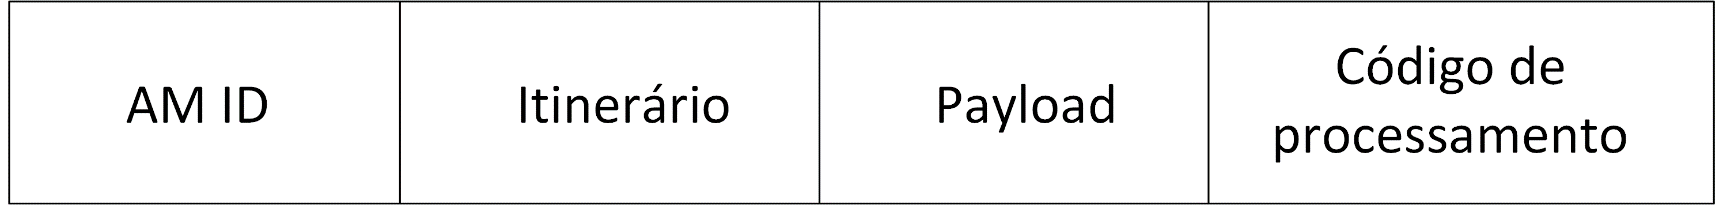 AM ID
Itinerário
Payload
Código de
processamento